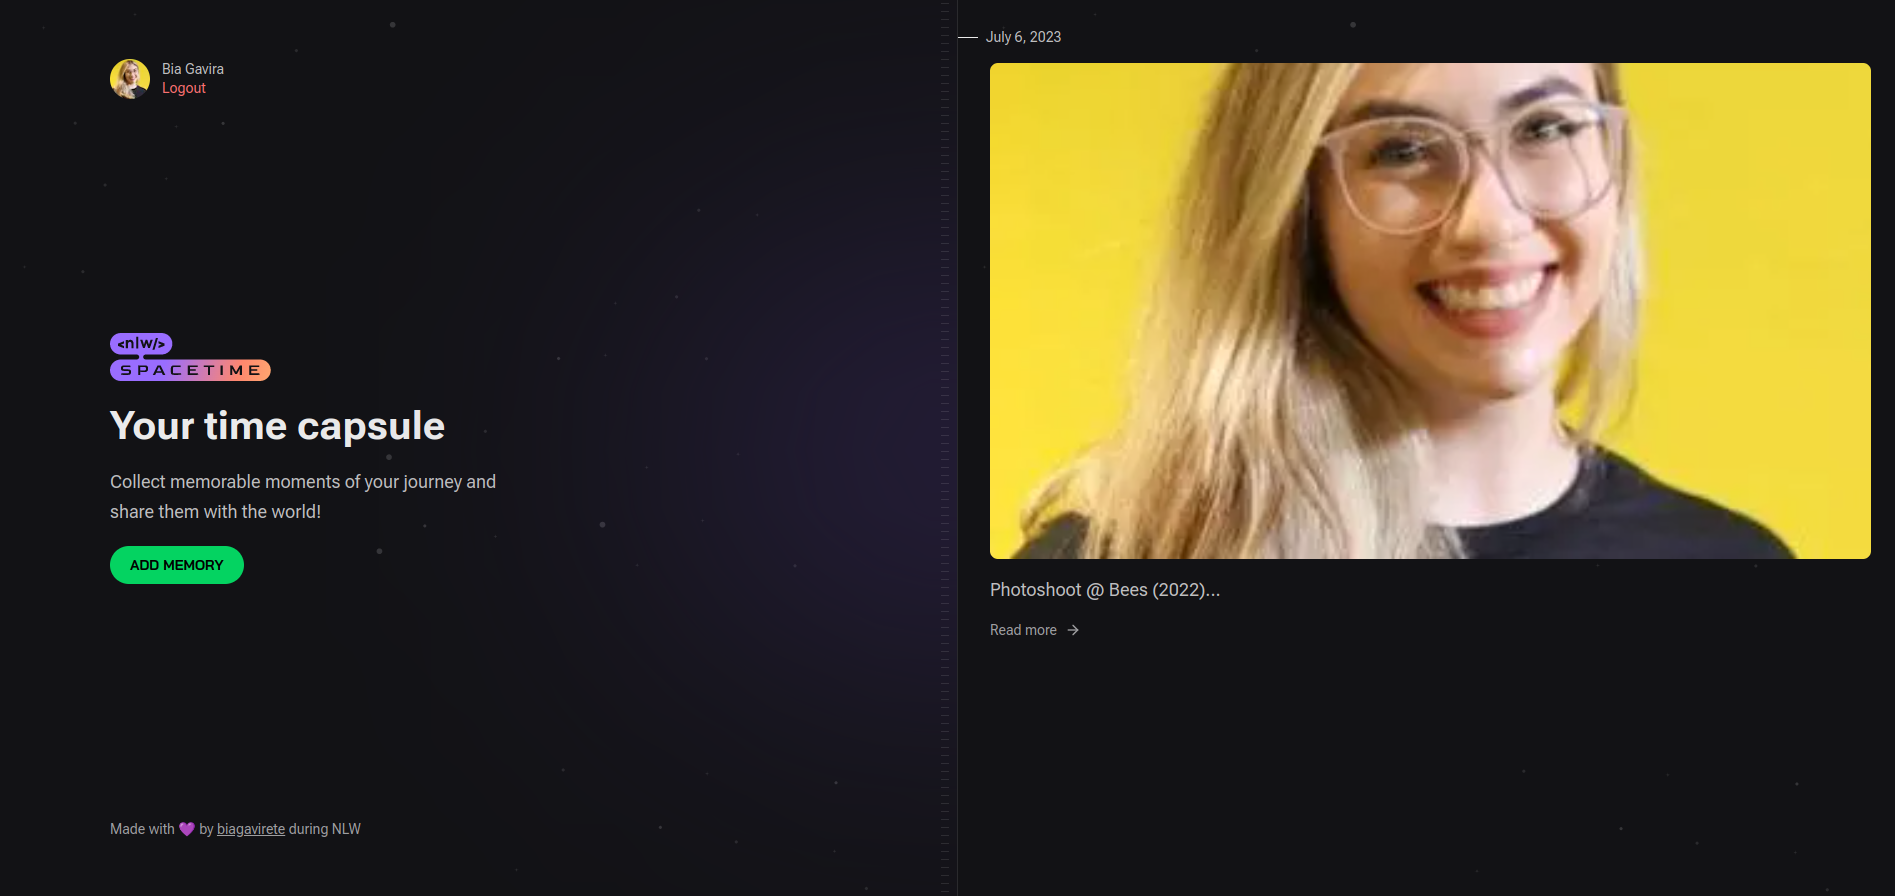 Bia Gavira
Logout
<nlw/>
SPACETIME
Your time capsule
Collect memorable moments of your journey and
share them with the world!
ADD MEMORY
Made with 💜 by biagavirete during NLW
July 6, 2023
Photoshoot @ Bees (2022)...
Read more →